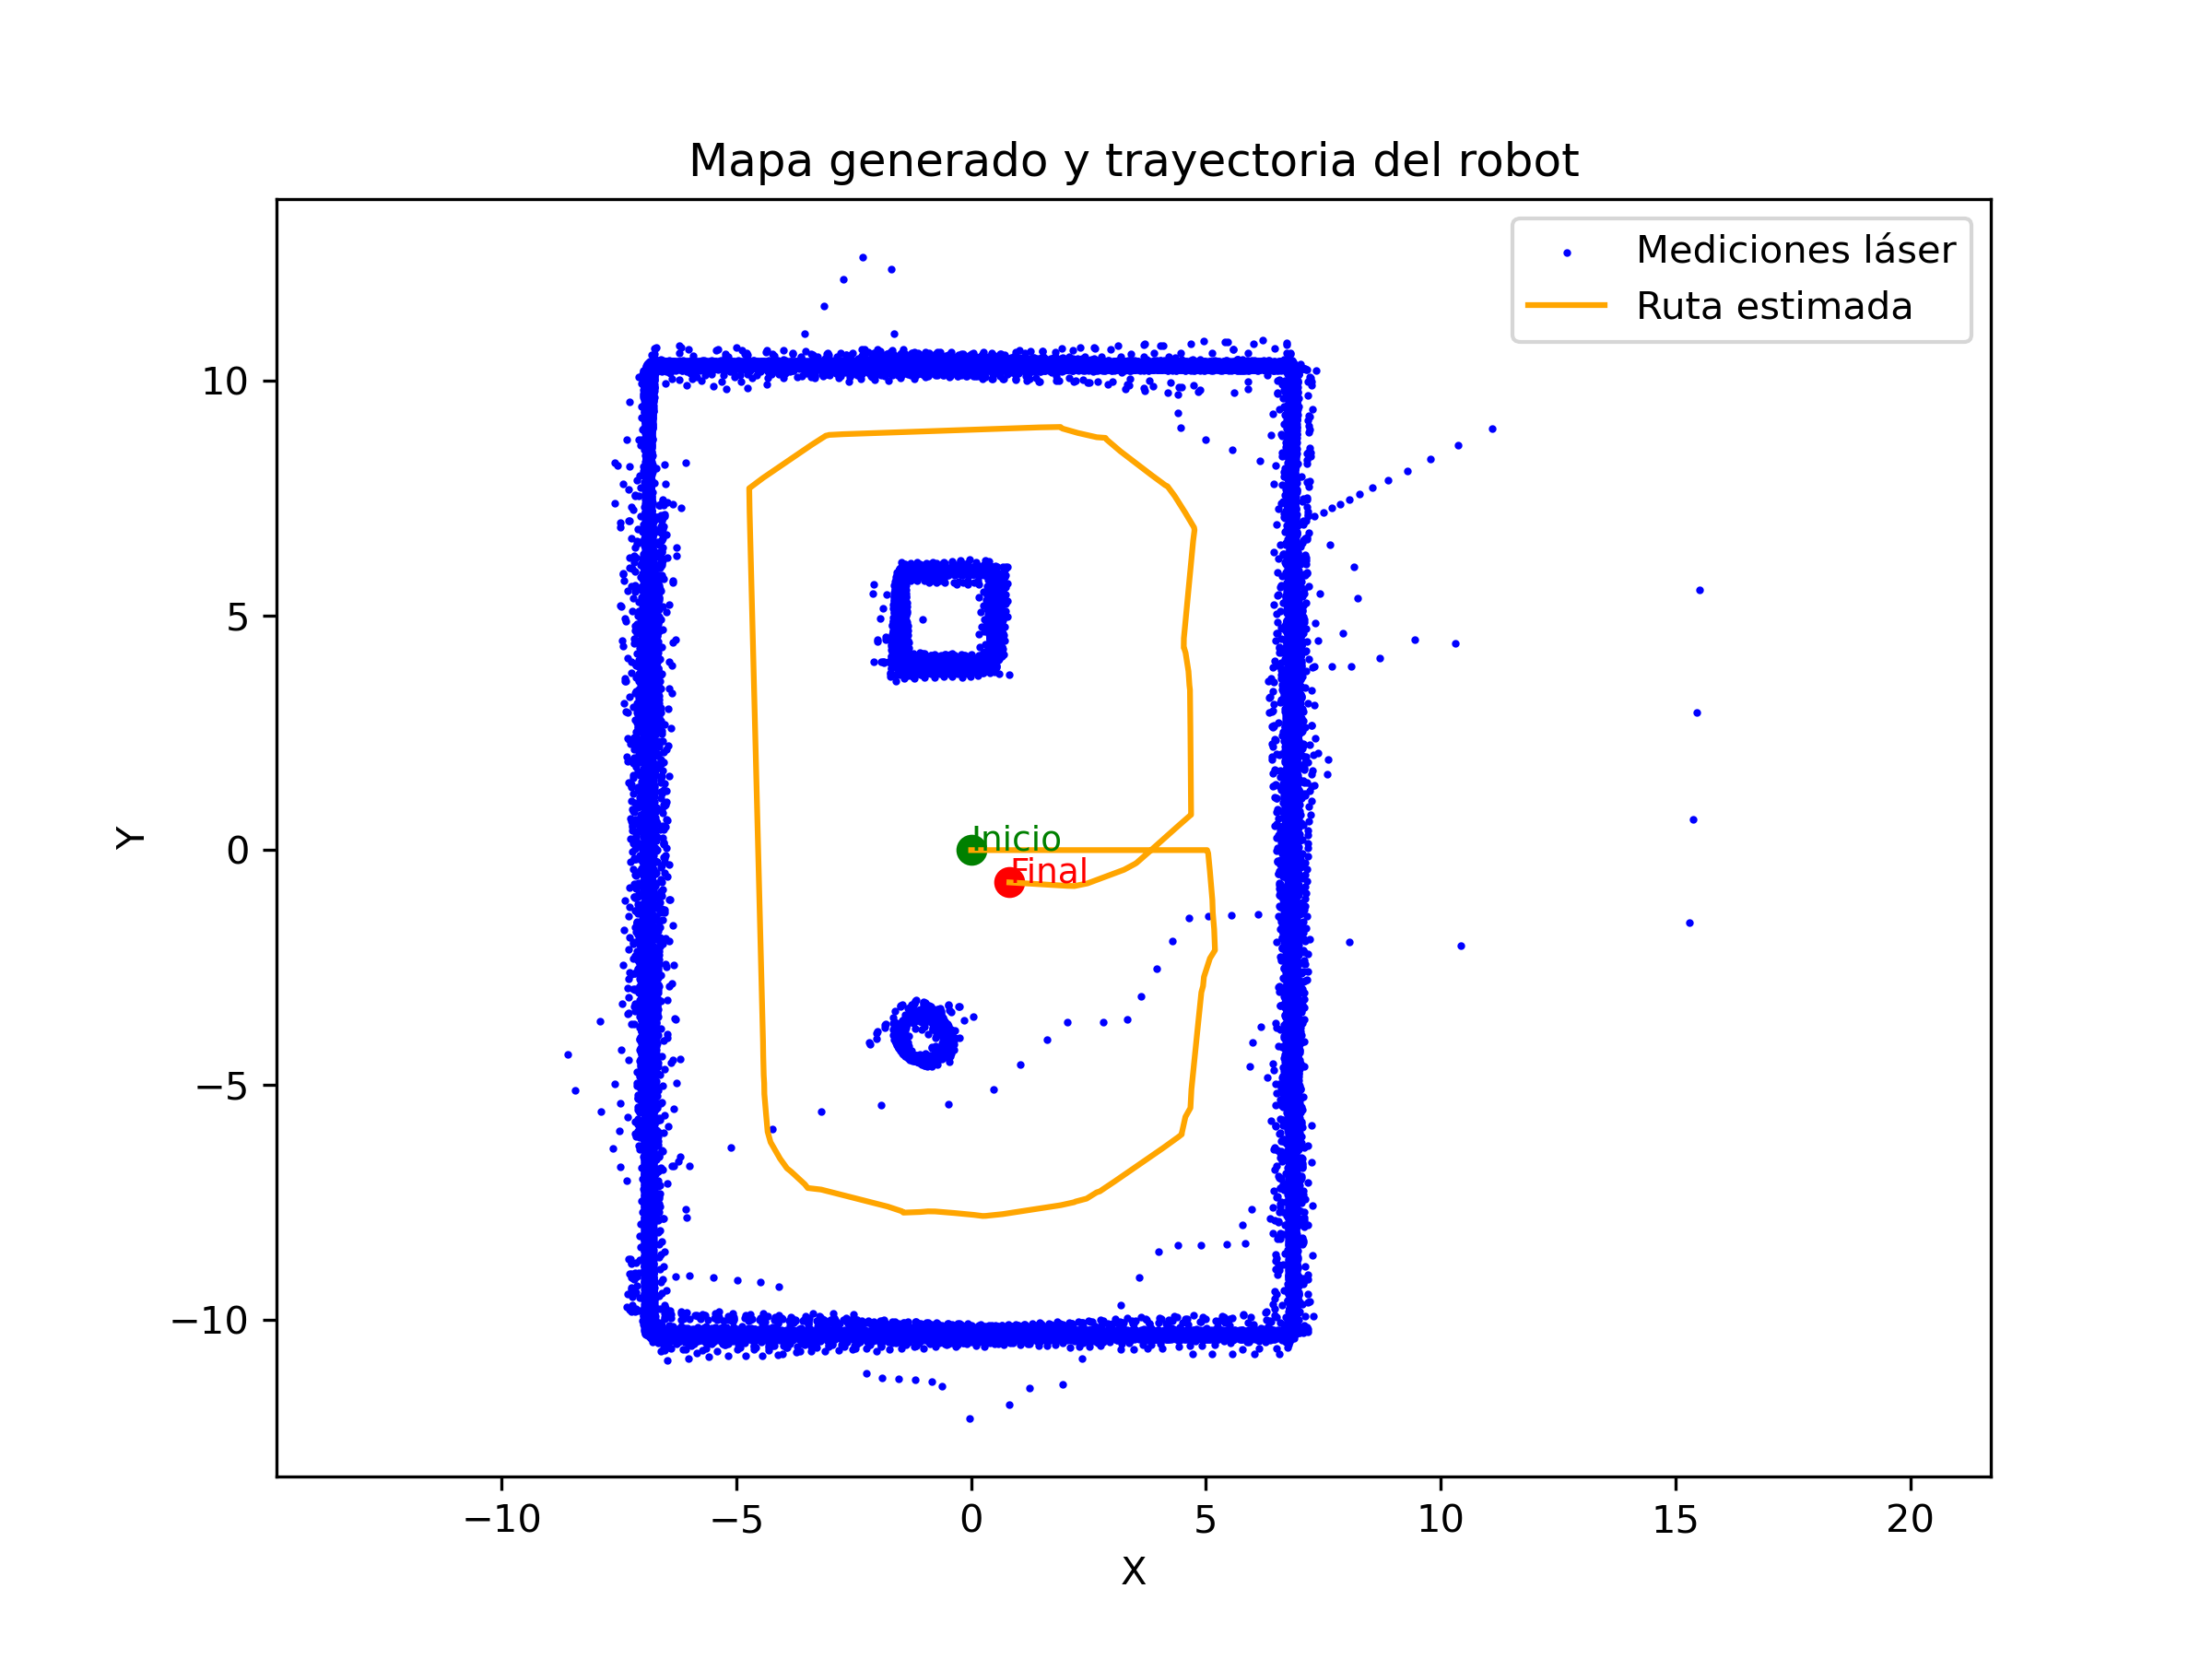 Mapa generado y trayectoria del robot
Mediciones láser
Ruta estimada
10
5
0
−5
−10
Y
Inicio
Final
−10
−5
0
5
10
15
20
X